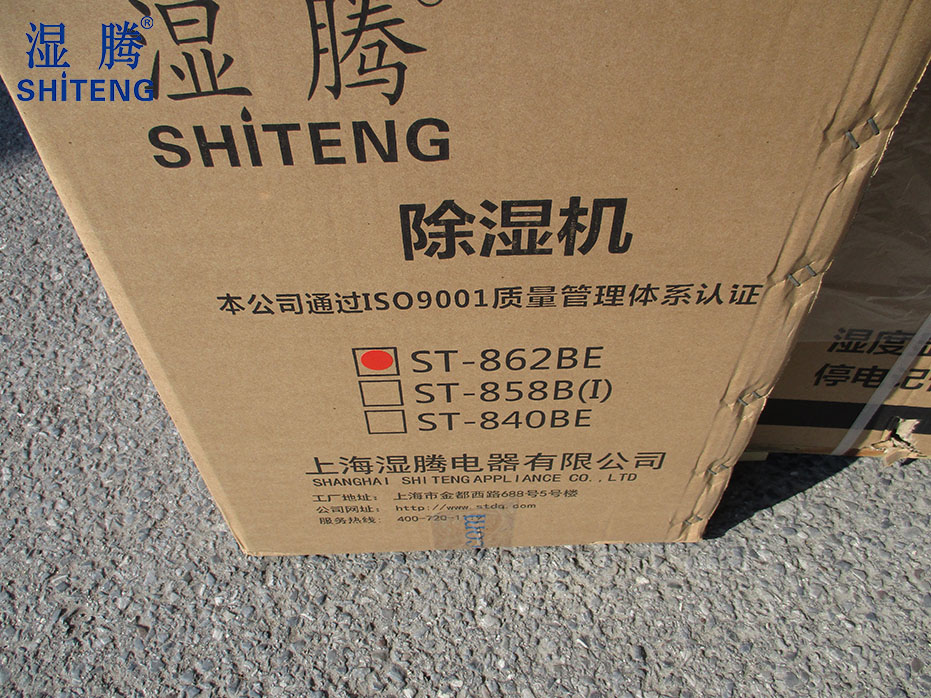 湿腾®
SHiTENG
湿腾
SHiTENG
除湿机
本公司通过ISO9001质量管理体系认证
ST-862BE
ST-858B(I)
ST-840BE
上海湿腾电器有限公司
SHANGHAI SHITENG APPLIANCE CO.,LTD
工厂地址: 上海市金都西路688号5号楼
公司网址: http://www.stdq.com
服务热线: 400-720-1
湿度
停电记